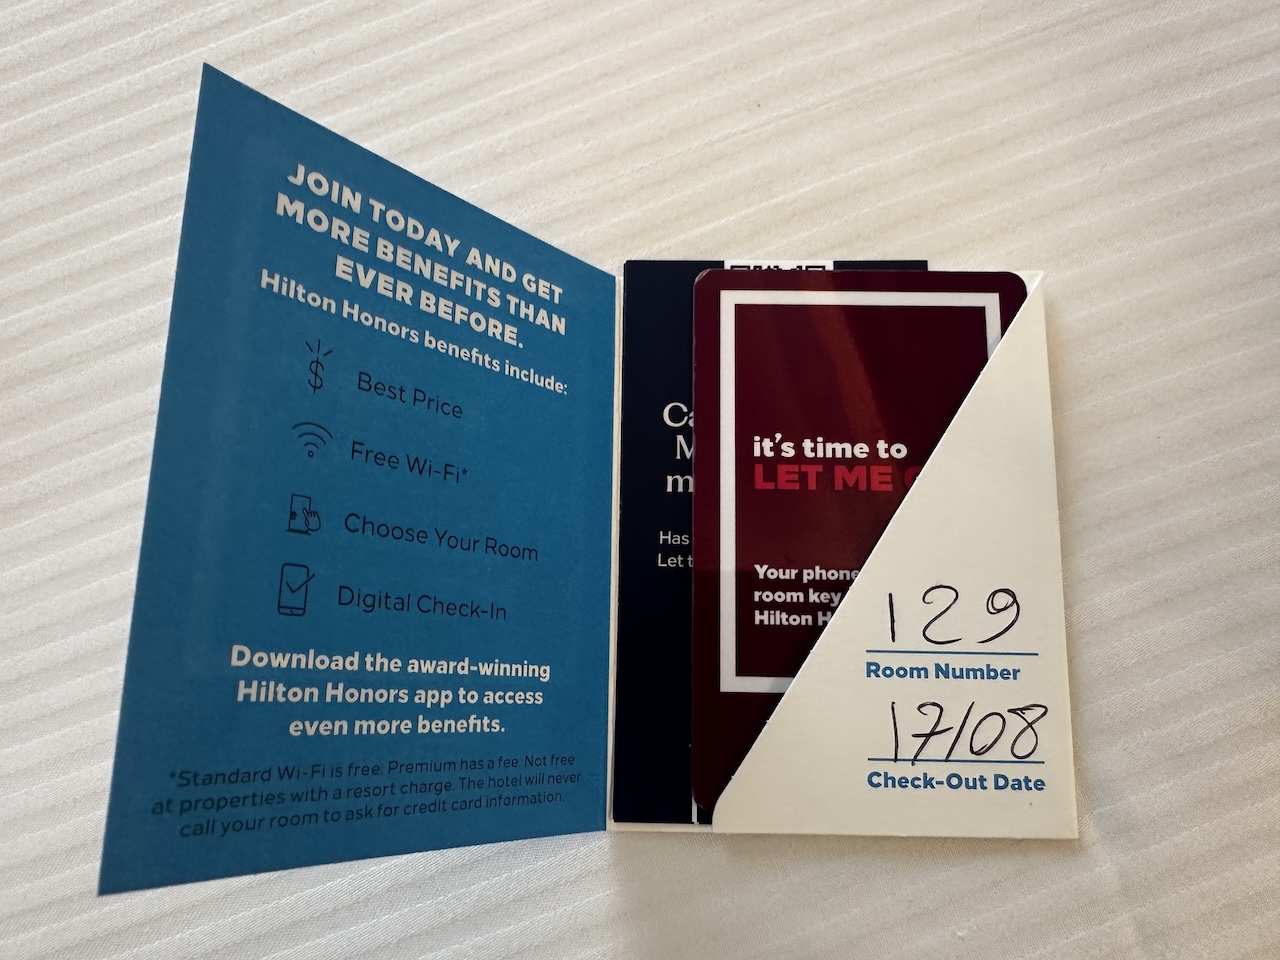 JOIN TODAY AND GET
MORE BENEFITS THAN
EVER BEFORE.
Hilton Honors benefits include:
Best Price
Free Wi-Fi*
Choose Your Room
Digital Check-In
Download the award-winning
Hilton Honors app to access
even more benefits.
*Standard Wi-Fi is free. Premium has a fee. Not free
at properties with a resort charge. The hotel will never
call your room to ask for credit card information.
Has
Let
it's time to
LET ME
Your phone
room key
Hilton
129
Room Number
17/08
Check-Out Date